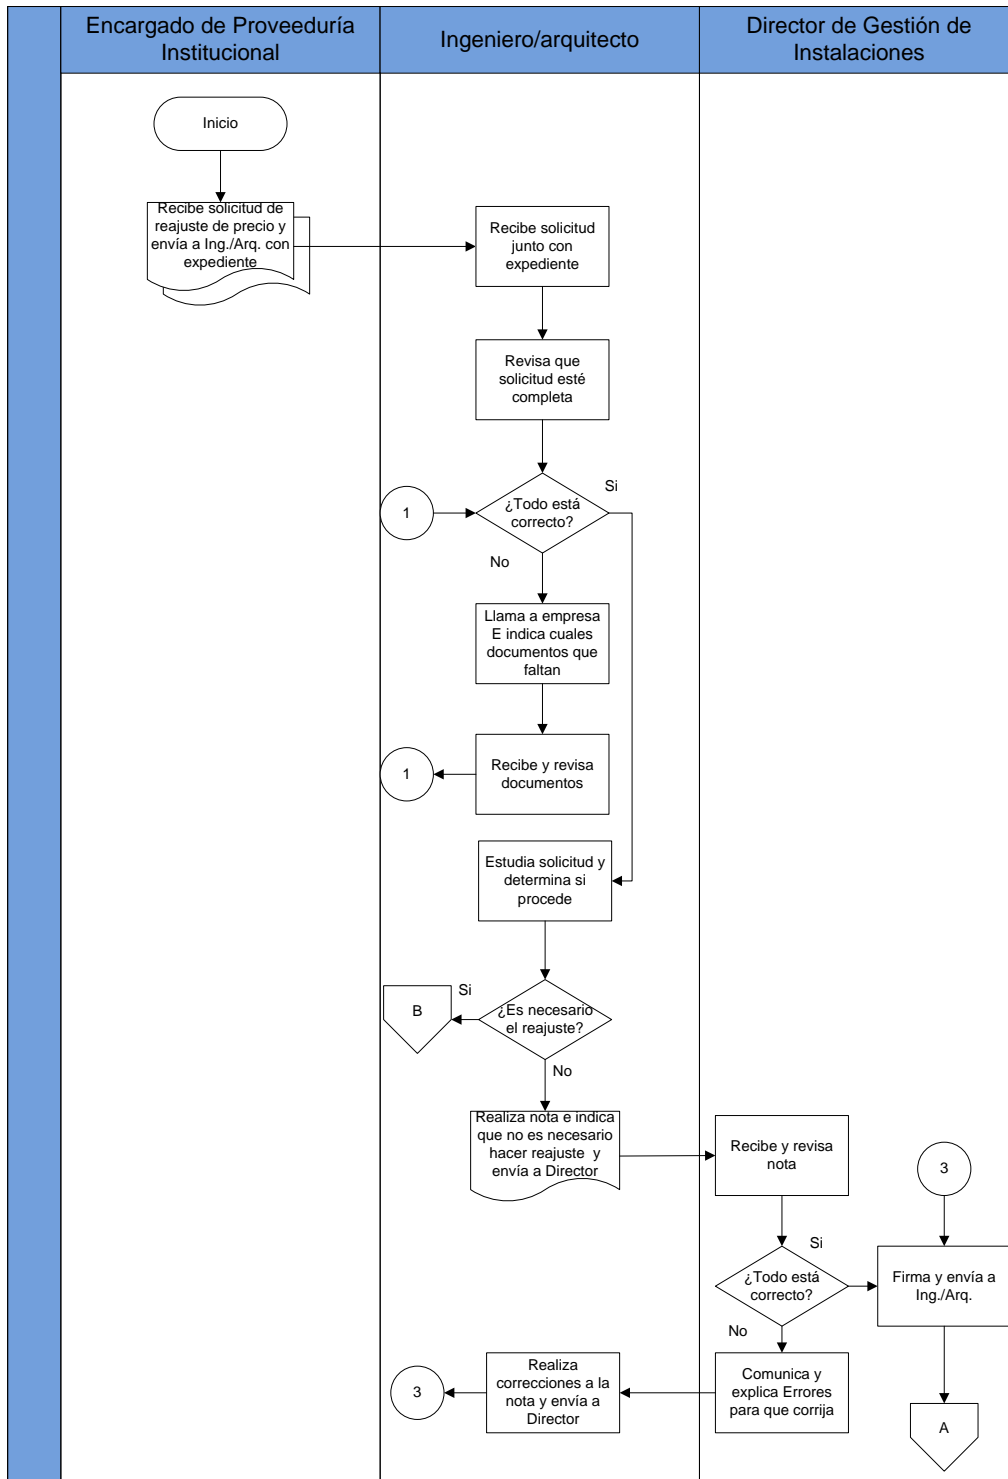 Encargado de Proveeduría
Institucional
Ingeniero/arquitecto
Director de Gestión de
Instalaciones
Inicio
Recibe solicitud de
reajuste de precio y
envía a Ing./Arq. con
expediente
Recibe solicitud
junto con
expediente
Revisa que
solicitud esté
completa
Si
1
¿Todo está
correcto?
No
Llama a empresa
E indica cuales
documentos que
faltan
1
Recibe y revisa
documentos
Estudia solicitud y
determina si
procede
Si
B
¿Es necesario
el reajuste?
No
Realiza nota e indica
que no es necesario
hacer reajuste y
envía a Director
Recibe y revisa
nota
3
Si
¿Todo está
correcto?
Firma y envía a
Ing./Arq.
No
Realiza
correcciones a la
nota y envía a
Director
3
Comunica y
explica Errores
para que corrija
A